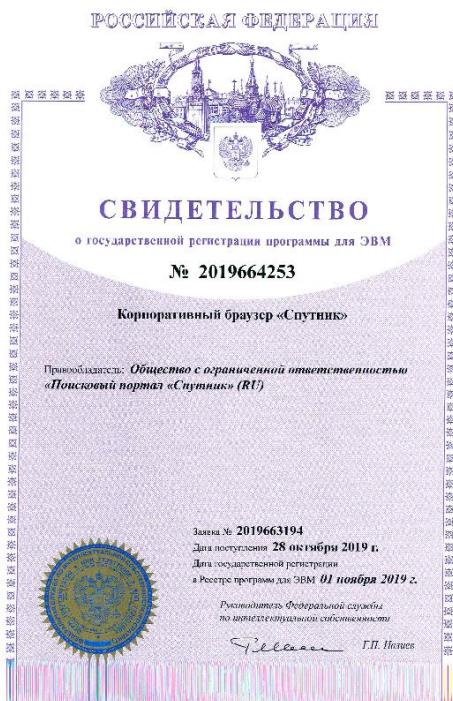 РОССИЙСКАЯ ФЕДЕРАЦИЯ
СВИДЕТЕЛЬСТВО
о государственной регистрации программы для ЭВМ
№ 2019664253
Корпоративный браузер «Спутник»
Правообладатель: Общество с ограниченной ответственностью
«Поисковый портал «Спутник» (RU)
Заявка № 2019663194
Дата поступления 28 октября 2019 г.
Дата государственной регистрации
в Реестре программ для ЭВМ 01 ноября 2019 г.
Руководитель Федеральной службы
по интеллектуальной собственности
Г.П. Ивлиев